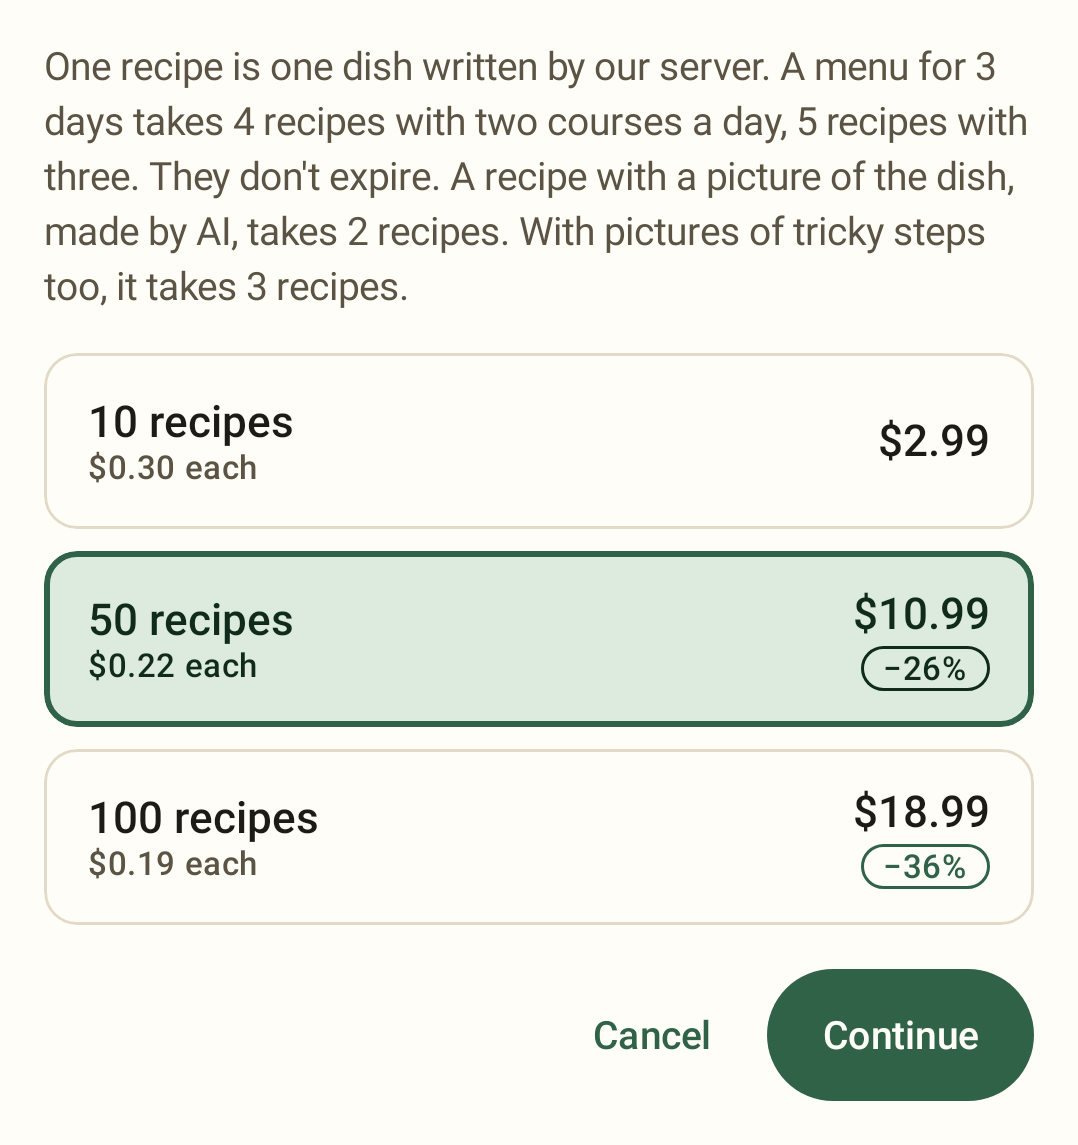 One recipe is one dish written by our server. A menu for 3
days takes 4 recipes with two courses a day, 5 recipes with
three. They don't expire. A recipe with a picture of the dish,
made by AI, takes 2 recipes. With pictures of tricky steps
too, it takes 3 recipes.
10 recipes
$0.30 each
$2.99
50 recipes
$0.22 each
$10.99
−26%
100 recipes
$0.19 each
$18.99
−36%
Cancel
Continue